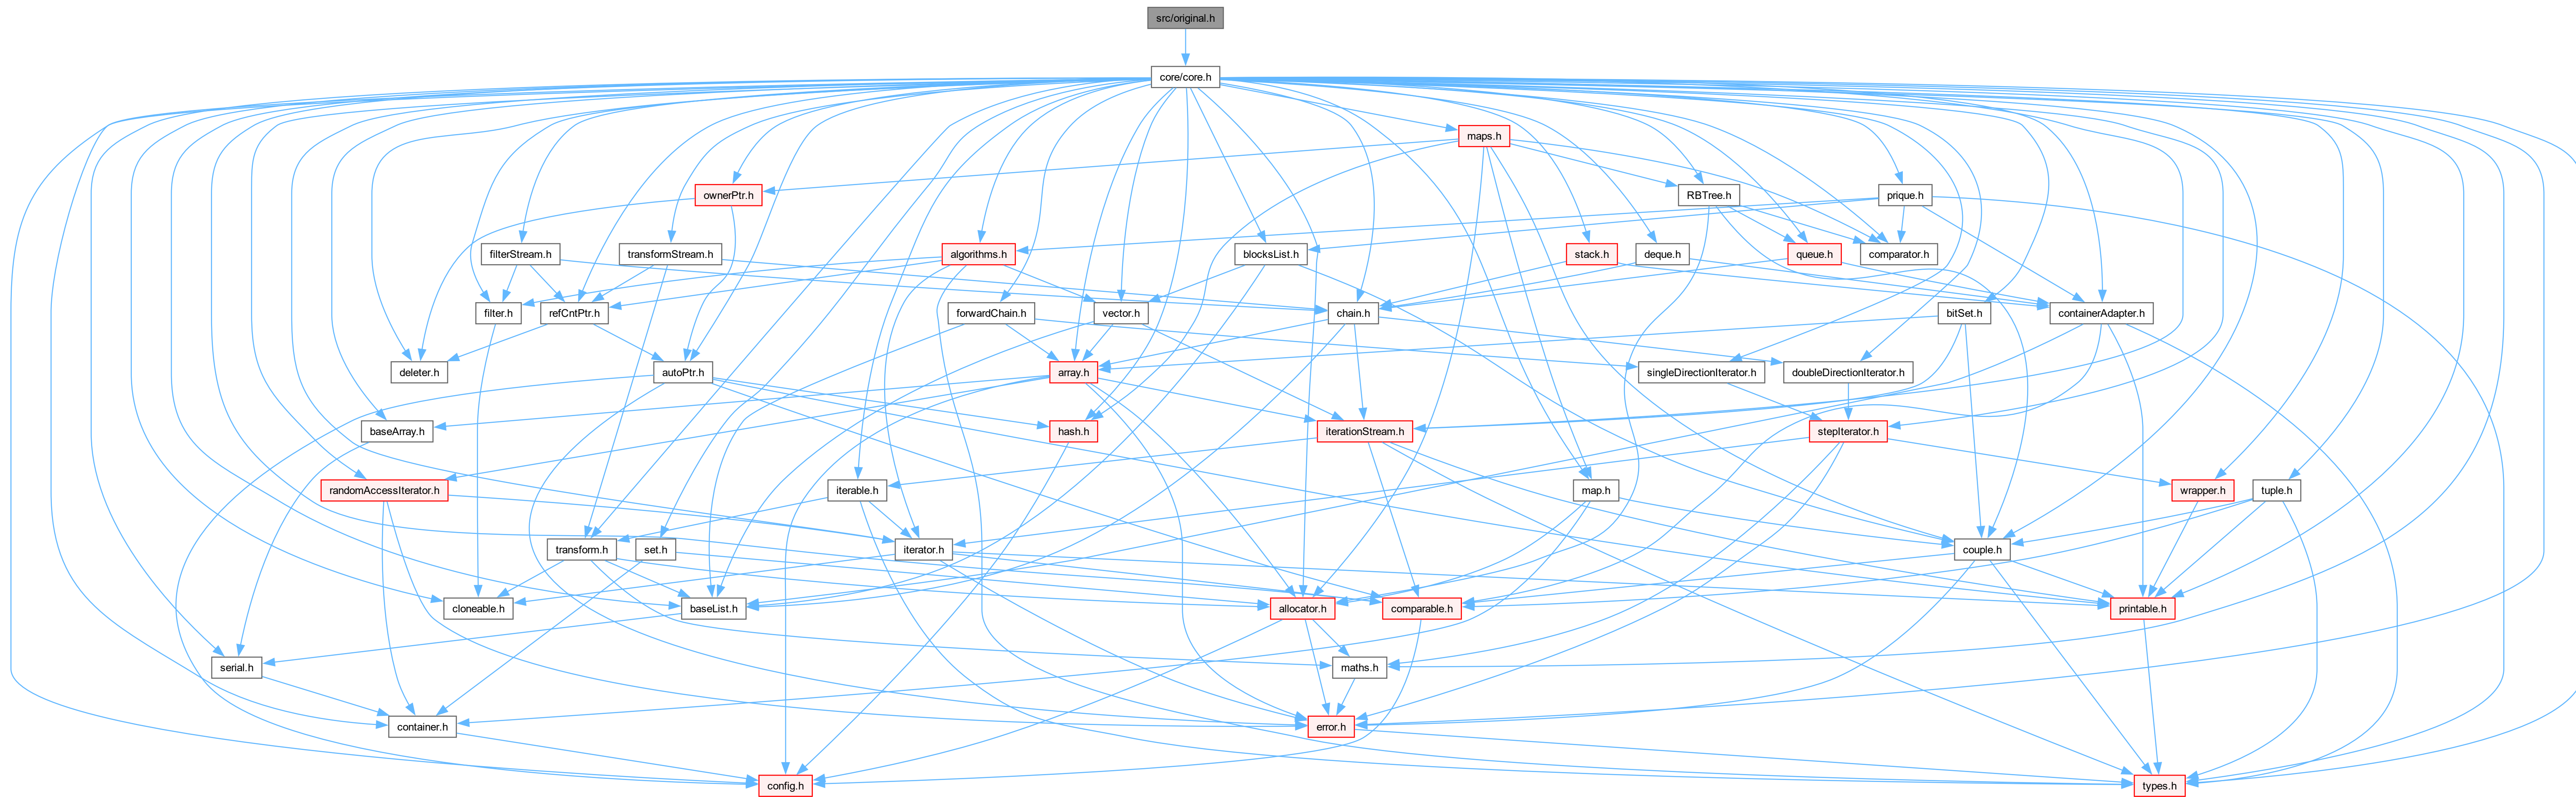 src/original.h
core/core.h
maps.h
ownerPtr.h
RBTree.h
prique.h
filterStream.h
transformStream.h
algorithms.h
blocksList.h
stack.h
deque.h
queue.h
comparator.h
filter.h
refCntPtr.h
forwardChain.h
vector.h
chain.h
bitSet.h
containerAdapter.h
deleter.h
autoPtr.h
array.h
singleDirectionIterator.h
doubleDirectionIterator.h
baseArray.h
hash.h
iterationStream.h
stepIterator.h
randomAccessIterator.h
iterable.h
map.h
wrapper.h
tuple.h
transform.h
set.h
iterator.h
couple.h
cloneable.h
baseList.h
allocator.h
comparable.h
printable.h
serial.h
maths.h
container.h
error.h
config.h
types.h